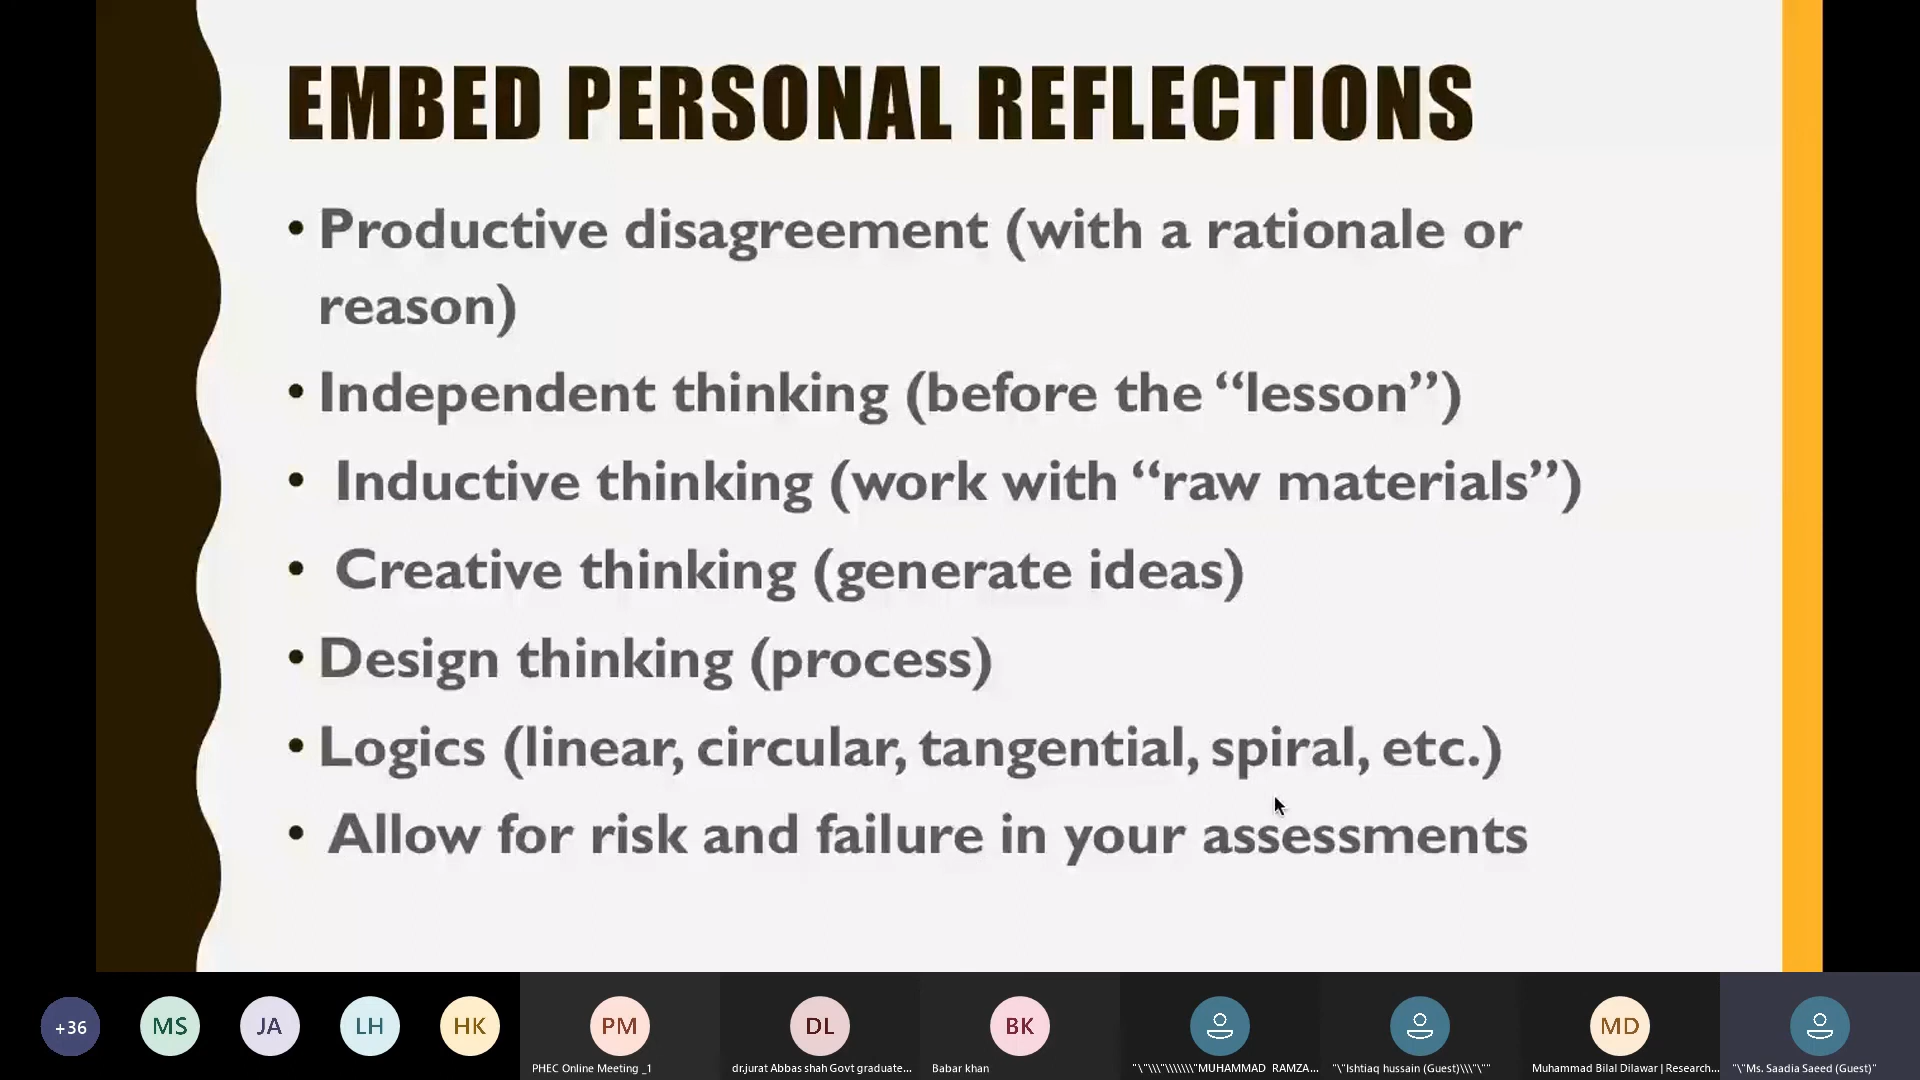 EMBED PERSONAL REFLECTIONS
• Productive disagreement (with a rationale or
reason)
• Independent thinking (before the “lesson”)
• Inductive thinking (work with “raw materials”)
• Creative thinking (generate ideas)
• Design thinking (process)
• Logics (linear, circular, tangential, spiral, etc.)
• Allow for risk and failure in your assessments
+36
MS
JA
LH
HK
PM
DL
BK
MD
PHEC Online Meeting _1
dr.jurat Abbas shah Govt graduate...
Babar khan
"\"\\\"\\\\\\\"MUHAMMAD RAMZA...
"\"Ishtiaq hussain (Guest)\\\"\""
Muhammad Bilal Dilawar | Research...
"\"Ms. Saadia Saeed (Guest)"